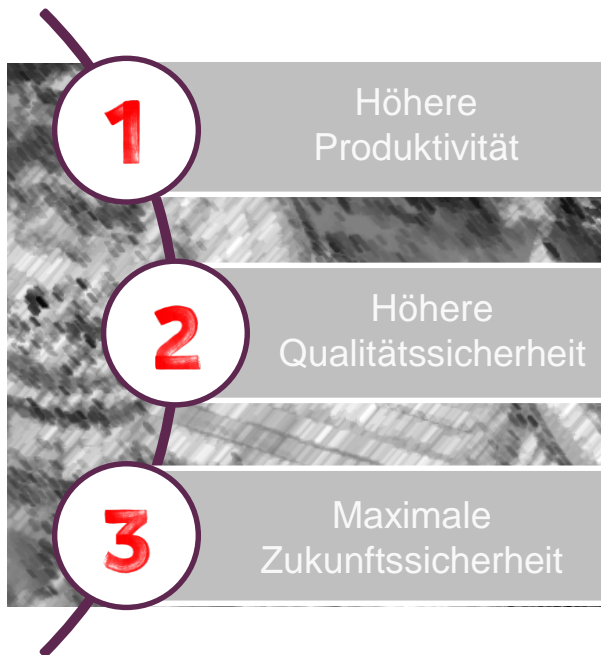 1
Höhere
Produktivität
2
Höhere
Qualitätssicherheit
3
Maximale
Zukunftssicherheit